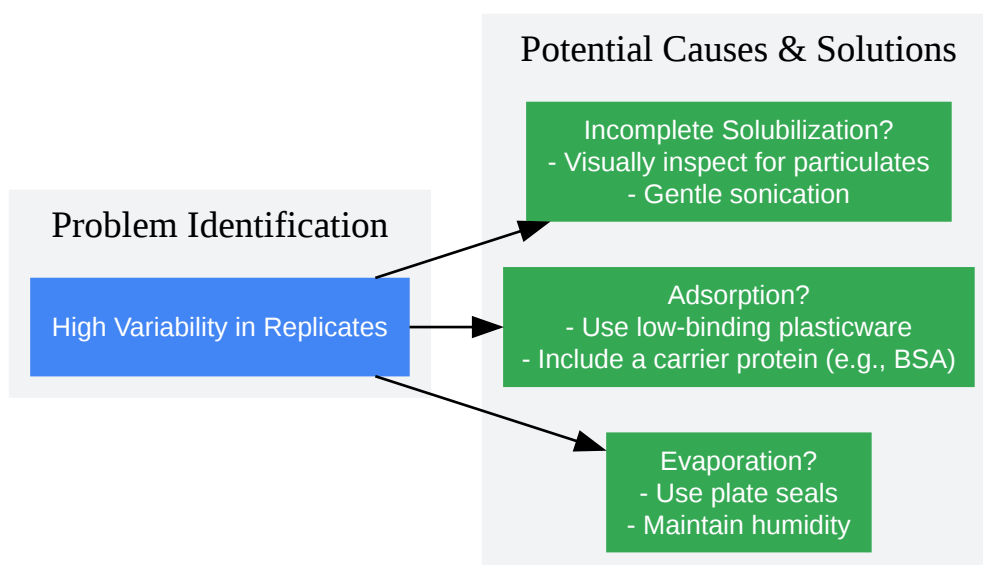 Potential Causes & Solutions
Incomplete Solubilization?
- Visually inspect for particulates
- Gentle sonication
Problem Identification
High Variability in Replicates
Adsorption?
- Use low-binding plasticware
- Include a carrier protein (e.g., BSA)
Evaporation?
- Use plate seals
- Maintain humidity